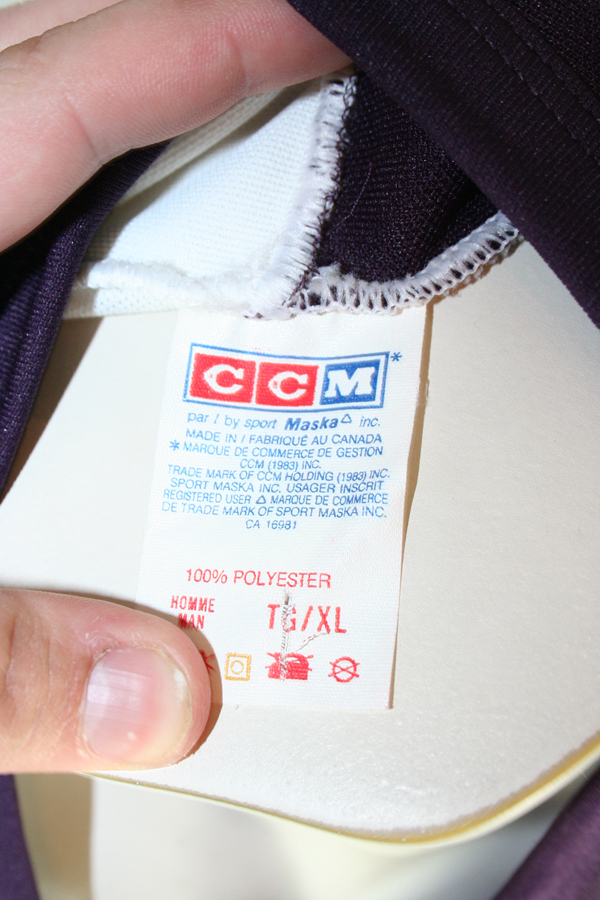 CCM*
par / by sport Maska△ inc.
MADE IN / FABRIQUÉ AU CANADA
* MARQUE DE COMMERCE DE GESTION
CCM (1983) INC.
TRADE MARK OF CCM HOLDING (1983) INC.
SPORT MASKA INC. USAGER INSCRIT
REGISTERED USER △ MARQUE DE COMMERCE
DE TRADE MARK OF SPORT MASKA INC.
CA 16981
100% POLYESTER
HOMME
MAN
TG/XL